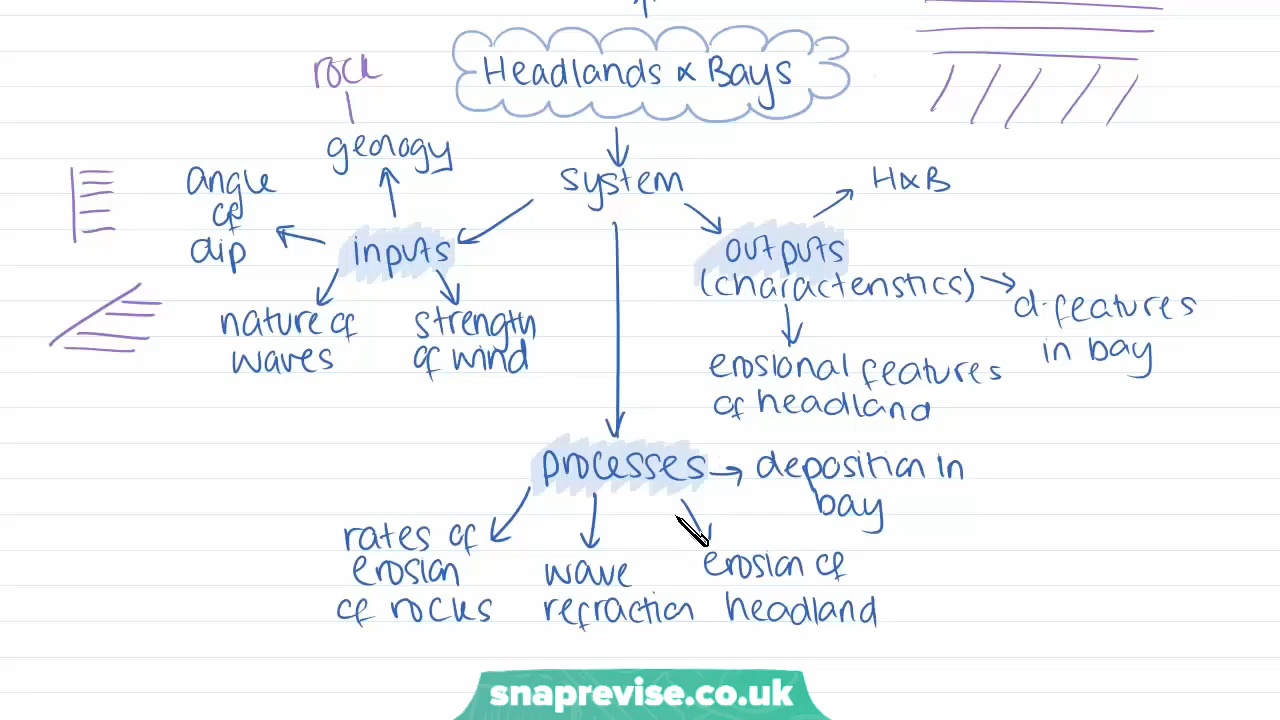 Headlands & Bays
rock
geology
system
angle
of
dip
inputs
nature of
waves
strength
of wind
H&B
outputs
(characteristics)
d.features
in bay
erosional features
of headland
processes
deposition in
bay
rates of
erosion
of rocks
wave
refraction
erosion of
headland
snaprevise.co.uk